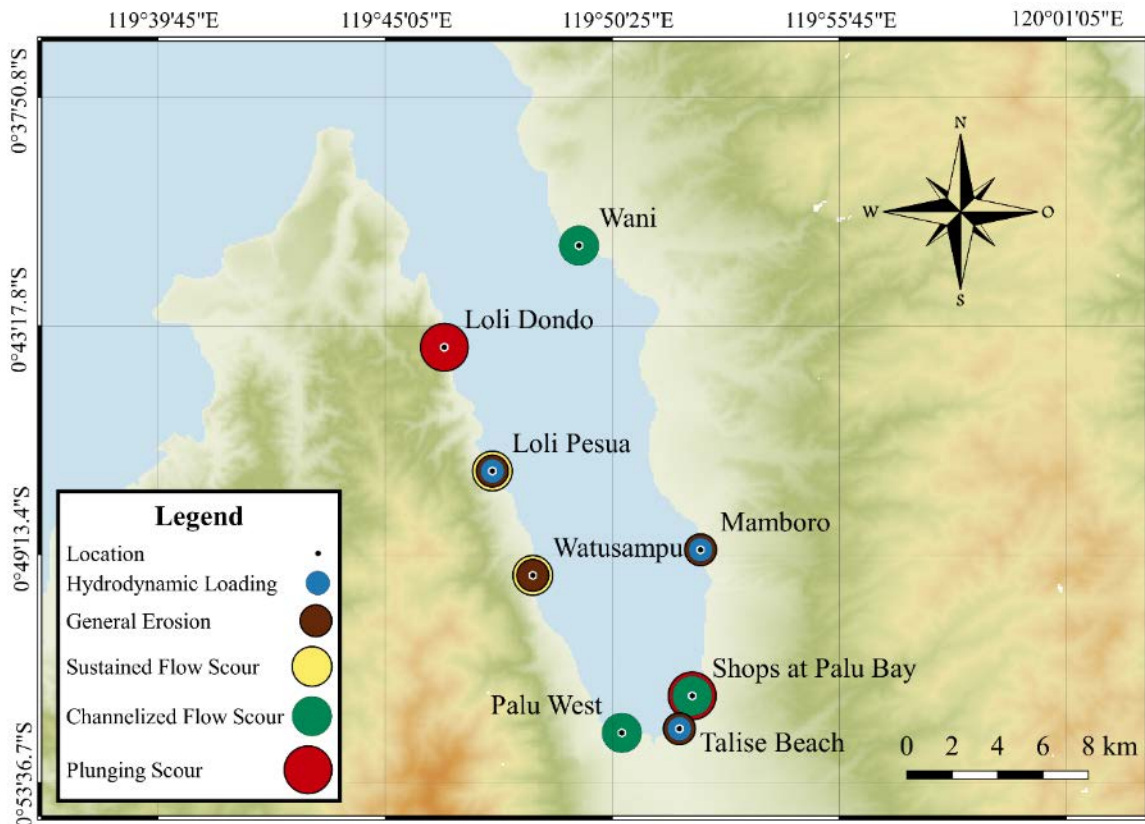 119°39'45"E 119°45'05"E 119°50'25"E 119°55'45"E 120°01'05"E
0°37'50.8"S
0°43'17.8"S
0°49'13.4"S
0°53'36.7"S
N
W
O
S
Wani
Loli Dondo
Loli Pesua
Mamboro
Watusampu
Shops at Palu Bay
Palu West
Talise Beach
Legend
Location
Hydrodynamic Loading
General Erosion
Sustained Flow Scour
Channelized Flow Scour
Plunging Scour
0 2 4 6 8 km